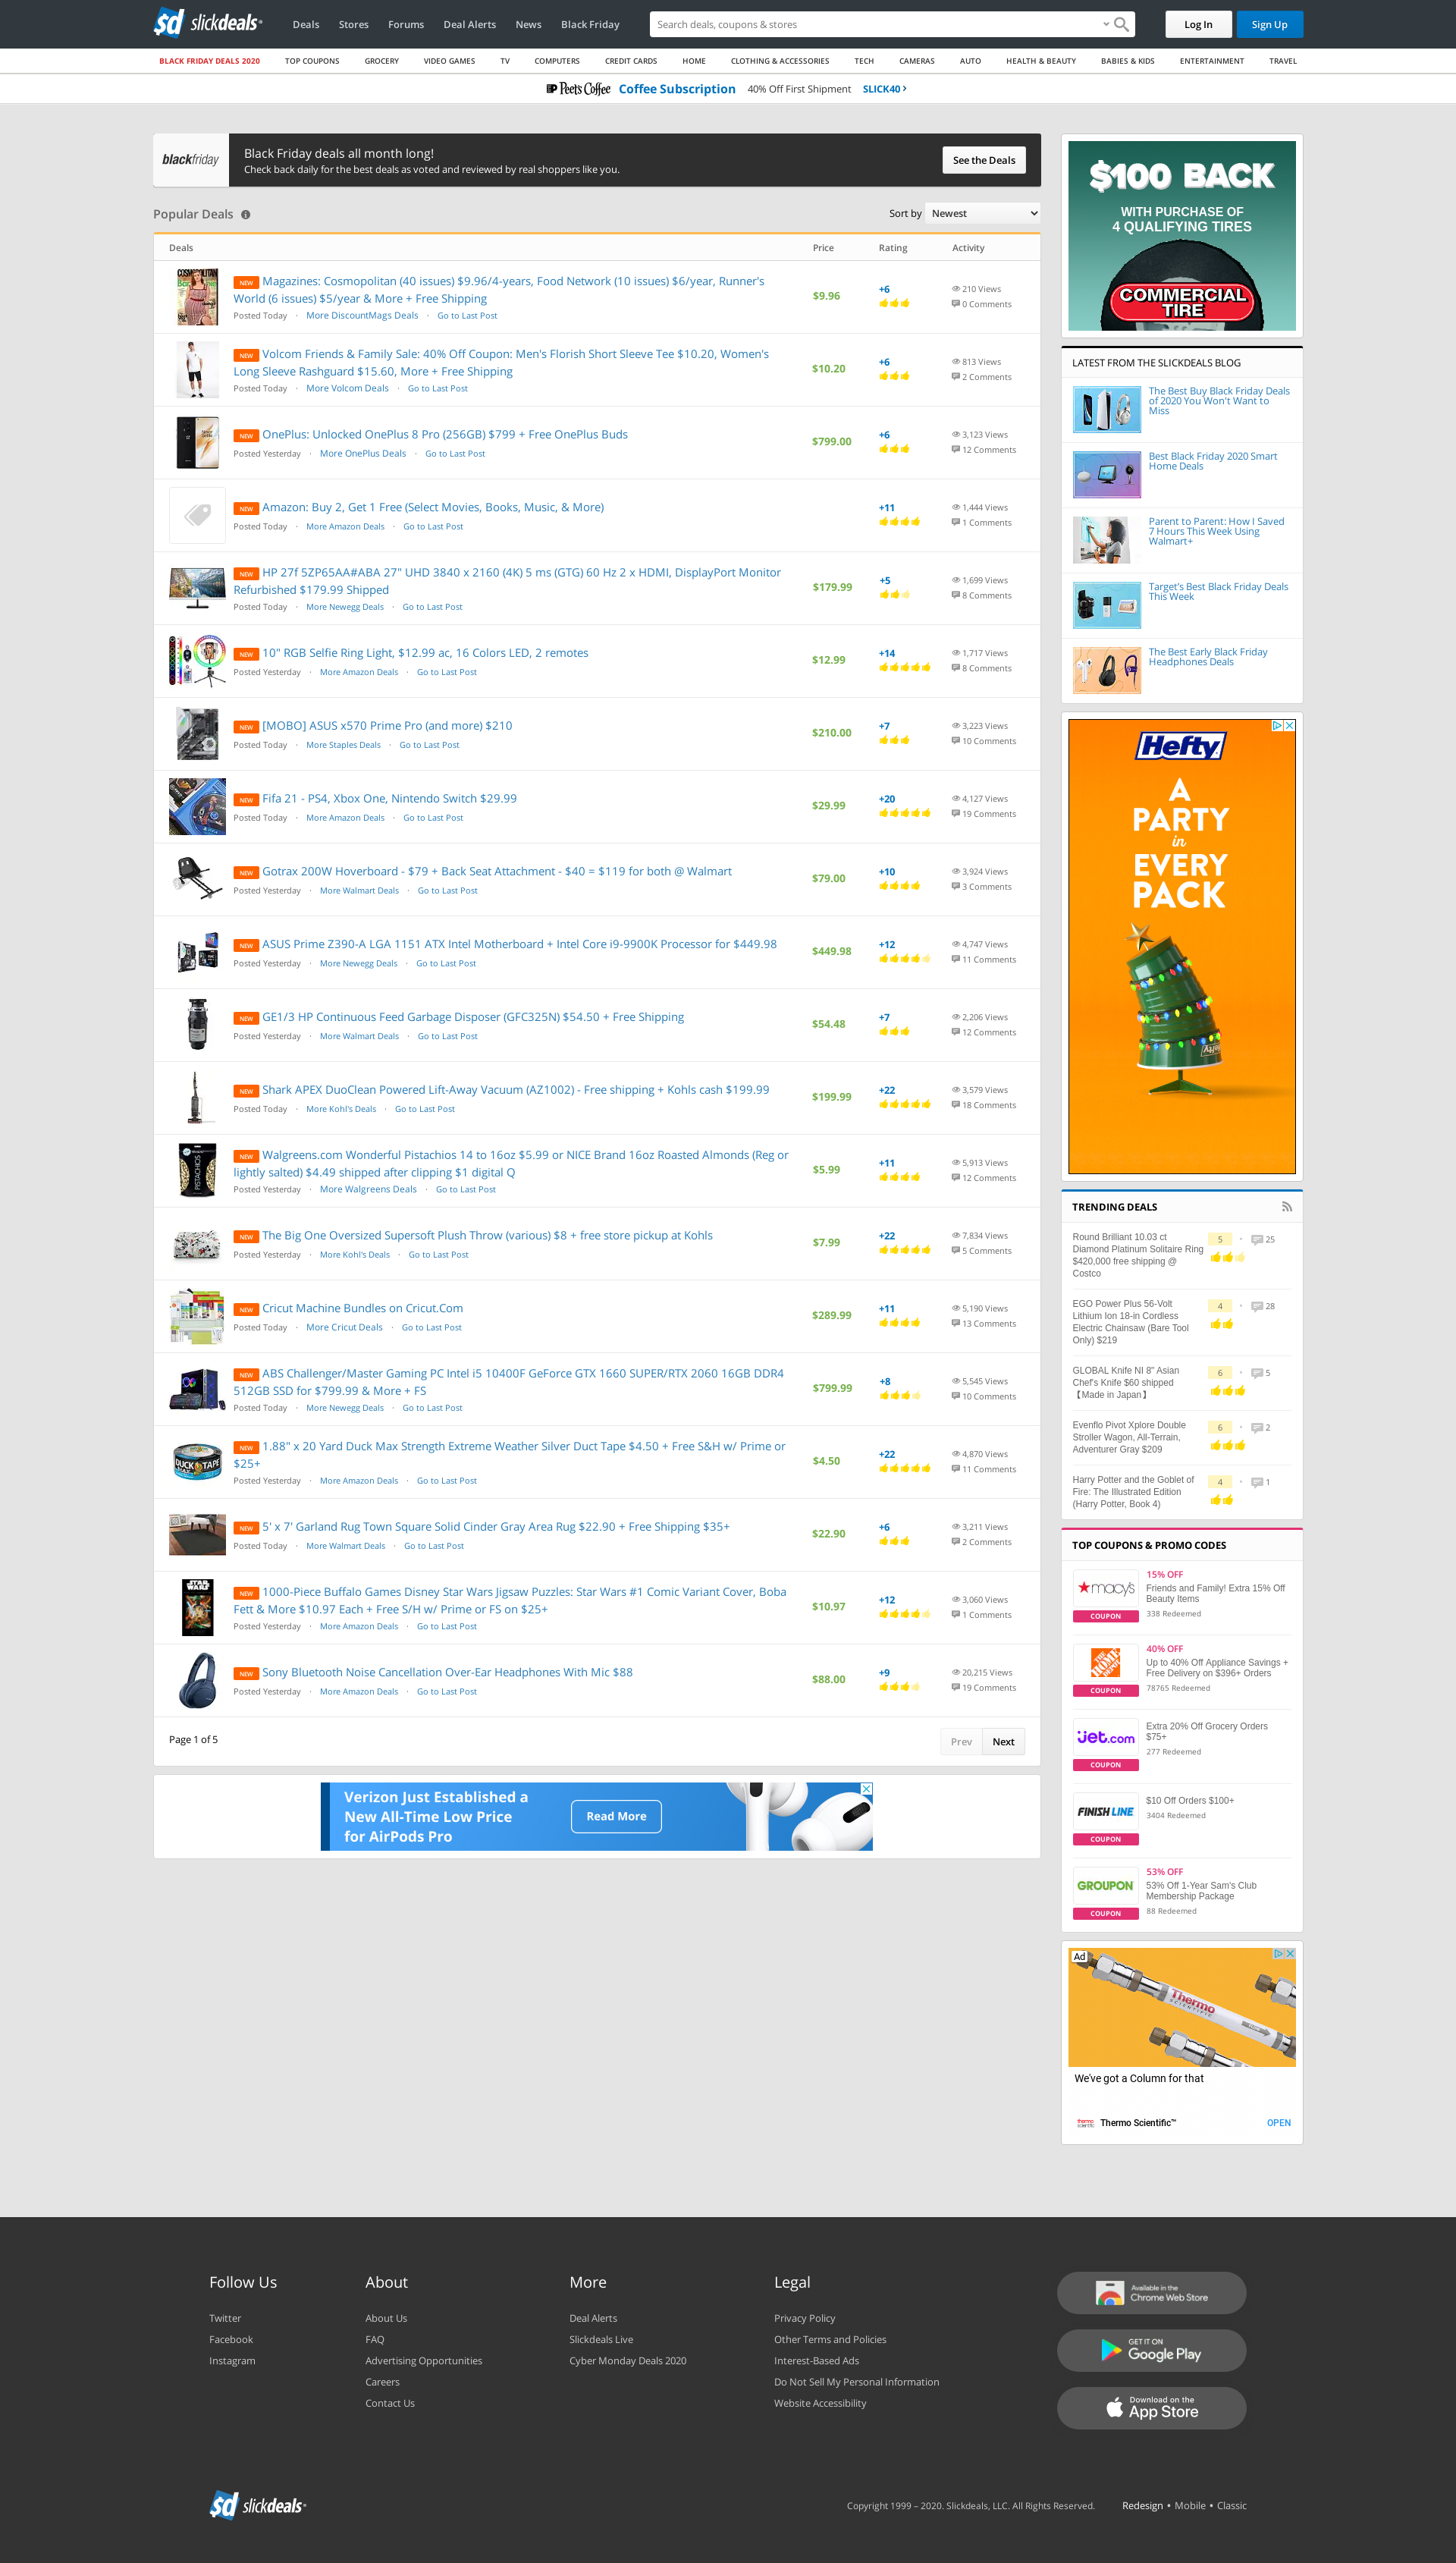 sd slickdeals
Deals
Stores
Forums
Deal Alerts
News
Black Friday
Search deals, coupons & stores
Log In
Sign Up
BLACK FRIDAY DEALS 2020
TOP COUPONS
GROCERY
VIDEO GAMES
TV
COMPUTERS
CREDIT CARDS
HOME
CLOTHING & ACCESSORIES
TECH
CAMERAS
AUTO
HEALTH & BEAUTY
BABIES & KIDS
ENTERTAINMENT
TRAVEL
Peet's Coffee Coffee Subscription 40% Off First Shipment SLICK40
blackfriday
Black Friday deals all month long!
Check back daily for the best deals as voted and reviewed by real shoppers like you.
See the Deals
Popular Deals
Sort by Newest
Deals Price Rating Activity
NEW Magazines: Cosmopolitan (40 issues) $9.96/4-years, Food Network (10 issues) $6/year, Runner's
World (6 issues) $5/year & More + Free Shipping
Posted Today · More DiscountMags Deals · Go to Last Post
$9.96
+6
210 Views
0 Comments
NEW Volcom Friends & Family Sale: 40% Off Coupon: Men's Florish Short Sleeve Tee $10.20, Women's
Long Sleeve Rashguard $15.60, More + Free Shipping
Posted Today · More Volcom Deals · Go to Last Post
$10.20
+6
813 Views
2 Comments
NEW OnePlus: Unlocked OnePlus 8 Pro (256GB) $799 + Free OnePlus Buds
Posted Yesterday · More OnePlus Deals · Go to Last Post
$799.00
+6
3,123 Views
12 Comments
NEW Amazon: Buy 2, Get 1 Free (Select Movies, Books, Music, & More)
Posted Today · More Amazon Deals · Go to Last Post
+11
1,444 Views
1 Comments
NEW HP 27f 5ZP65AA#ABA 27" UHD 3840 x 2160 (4K) 5 ms (GTG) 60 Hz 2 x HDMI, DisplayPort Monitor
Refurbished $179.99 Shipped
Posted Today · More Newegg Deals · Go to Last Post
$179.99
+5
1,699 Views
8 Comments
NEW 10" RGB Selfie Ring Light, $12.99 ac, 16 Colors LED, 2 remotes
Posted Yesterday · More Amazon Deals · Go to Last Post
$12.99
+14
1,717 Views
8 Comments
NEW [MOBO] ASUS x570 Prime Pro (and more) $210
Posted Today · More Staples Deals · Go to Last Post
$210.00
+7
3,223 Views
10 Comments
NEW Fifa 21 - PS4, Xbox One, Nintendo Switch $29.99
Posted Today · More Amazon Deals · Go to Last Post
$29.99
+20
4,127 Views
19 Comments
NEW Gotrax 200W Hoverboard - $79 + Back Seat Attachment - $40 = $119 for both @ Walmart
Posted Yesterday · More Walmart Deals · Go to Last Post
$79.00
+10
3,924 Views
3 Comments
NEW ASUS Prime Z390-A LGA 1151 ATX Intel Motherboard + Intel Core i9-9900K Processor for $449.98
Posted Yesterday · More Newegg Deals · Go to Last Post
$449.98
+12
4,747 Views
11 Comments
NEW GE1/3 HP Continuous Feed Garbage Disposer (GFC325N) $54.50 + Free Shipping
Posted Yesterday · More Walmart Deals · Go to Last Post
$54.48
+7
2,206 Views
12 Comments
NEW Shark APEX DuoClean Powered Lift-Away Vacuum (AZ1002) - Free shipping + Kohls cash $199.99
Posted Today · More Kohl's Deals · Go to Last Post
$199.99
+22
3,579 Views
18 Comments
NEW Walgreens.com Wonderful Pistachios 14 to 16oz $5.99 or NICE Brand 16oz Roasted Almonds (Reg or
lightly salted) $4.49 shipped after clipping $1 digital Q
Posted Yesterday · More Walgreens Deals · Go to Last Post
$5.99
+11
5,913 Views
12 Comments
NEW The Big One Oversized Supersoft Plush Throw (various) $8 + free store pickup at Kohls
Posted Yesterday · More Kohl's Deals · Go to Last Post
$7.99
+22
7,834 Views
5 Comments
NEW Cricut Machine Bundles on Cricut.Com
Posted Today · More Cricut Deals · Go to Last Post
$289.99
+11
5,190 Views
13 Comments
NEW ABS Challenger/Master Gaming PC Intel i5 10400F GeForce GTX 1660 SUPER/RTX 2060 16GB DDR4
512GB SSD for $799.99 & More + FS
Posted Today · More Newegg Deals · Go to Last Post
$799.99
+8
5,545 Views
10 Comments
NEW 1.88" x 20 Yard Duck Max Strength Extreme Weather Silver Duct Tape $4.50 + Free S&H w/ Prime or
$25+
Posted Yesterday · More Amazon Deals · Go to Last Post
$4.50
+22
4,870 Views
11 Comments
NEW 5' x 7' Garland Rug Town Square Solid Cinder Gray Area Rug $22.90 + Free Shipping $35+
Posted Today · More Walmart Deals · Go to Last Post
$22.90
+6
3,211 Views
2 Comments
NEW 1000-Piece Buffalo Games Disney Star Wars Jigsaw Puzzles: Star Wars #1 Comic Variant Cover, Boba
Fett & More $10.97 Each + Free S/H w/ Prime or FS on $25+
Posted Yesterday · More Amazon Deals · Go to Last Post
$10.97
+12
3,060 Views
1 Comments
NEW Sony Bluetooth Noise Cancellation Over-Ear Headphones With Mic $88
Posted Yesterday · More Amazon Deals · Go to Last Post
$88.00
+9
20,215 Views
19 Comments
Page 1 of 5
Prev Next
Verizon Just Established a
New All-Time Low Price
for AirPods Pro
Read More
$100 BACK
WITH PURCHASE OF
4 QUALIFYING TIRES
COMMERCIAL
TIRE
LATEST FROM THE SLICKDEALS BLOG
The Best Buy Black Friday Deals
of 2020 You Won't Want to
Miss
Best Black Friday 2020 Smart
Home Deals
Parent to Parent: How I Saved
7 Hours This Week Using
Walmart+
Target's Best Black Friday Deals
This Week
The Best Early Black Friday
Headphones Deals
Hefty
A
PARTY
in
EVERY
PACK
TRENDING DEALS
Round Brilliant 10.03 ct
Diamond Platinum Solitaire Ring
$420,000 free shipping @
Costco
5 • 25
EGO Power Plus 56-Volt
Lithium Ion 18-in Cordless
Electric Chainsaw (Bare Tool
Only) $219
4 • 28
GLOBAL Knife NI 8" Asian
Chef's Knife $60 shipped
【Made in Japan】
6 • 5
Evenflo Pivot Xplore Double
Stroller Wagon, All-Terrain,
Adventurer Gray $209
6 • 2
Harry Potter and the Goblet of
Fire: The Illustrated Edition
(Harry Potter, Book 4)
4 • 1
TOP COUPONS & PROMO CODES
macy's
COUPON
15% OFF
Friends and Family! Extra 15% Off
Beauty Items
338 Redeemed
THE HOME DEPOT
COUPON
40% OFF
Up to 40% Off Appliance Savings +
Free Delivery on $396+ Orders
78765 Redeemed
jet.com
COUPON
Extra 20% Off Grocery Orders
$75+
277 Redeemed
FINISH LINE
COUPON
$10 Off Orders $100+
3404 Redeemed
GROUPON
COUPON
53% OFF
53% Off 1-Year Sam's Club
Membership Package
88 Redeemed
Ad
Thermo
SCIENTIFIC
We've got a Column for that
Thermo Scientific™
OPEN
Follow Us
Twitter
Facebook
Instagram
About
About Us
FAQ
Advertising Opportunities
Careers
Contact Us
More
Deal Alerts
Slickdeals Live
Cyber Monday Deals 2020
Legal
Privacy Policy
Other Terms and Policies
Interest-Based Ads
Do Not Sell My Personal Information
Website Accessibility
Available in the
Chrome Web Store
GET IT ON
Google Play
Download on the
App Store
sd slickdeals
Copyright 1999 – 2020. Slickdeals, LLC. All Rights Reserved.
Redesign • Mobile • Classic